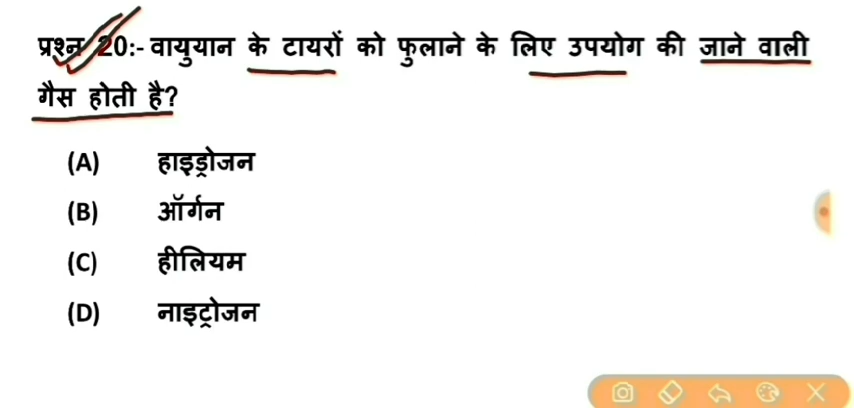 प्रश्न 20:- वायुयान के टायरों को फुलाने के लिए उपयोग की जाने वाली
गैस होती है?
(A) हाइड्रोजन
(B) ऑर्गन
(C) हीलियम
(D) नाइट्रोजन